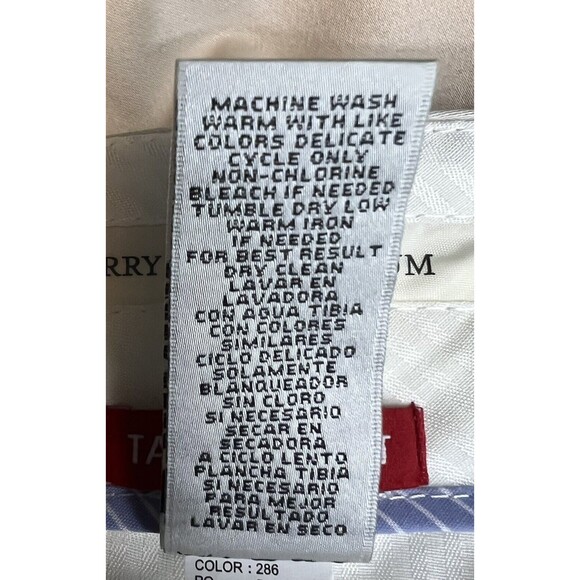 MACHINE WASH
WARM WITH LIKE
COLORS DELICATE
CYCLE ONLY
NON-CHLORINE
BLEACH IF NEEDED
TUMBLE DRY LOW
WARM IRON
IF NEEDED
FOR BEST RESULT
DRY CLEAN
LAVAR EN
LAVADORA
CON AGUA TIBIA
CON COLORES
SIMILARES
CICLO DELICADO
SOLAMENTE
BLANQUEADOR
SIN CLORO
SI NECESARIO
SECAR EN
SECADORA
A CICLO LENTO
PLANCHA TIBIA
SI NECESARIO
PARA MEJOR
RESULTADO
LAVAR EN SECO
RRY UM
TA T
COLOR : 286